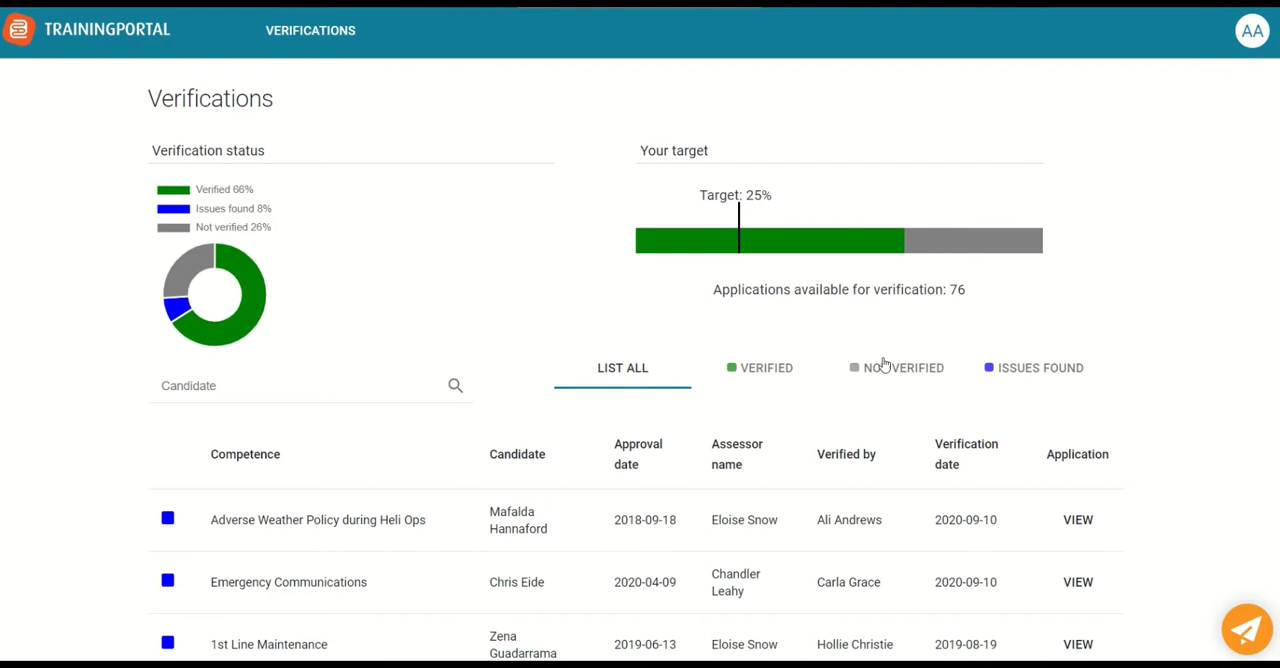 TRAININGPORTAL
VERIFICATIONS
AA
Verifications
Verification status
Your target
Verified 66%
Issues found 8%
Not verified 26%
Target: 25%
Applications available for verification: 76
Candidate
LIST ALL
VERIFIED
NOT VERIFIED
ISSUES FOUND
Competence
Candidate
Approval
date
Assessor
name
Verified by
Verification
date
Application
Adverse Weather Policy during Heli Ops
Mafalda
Hannaford
2018-09-18
Eloise Snow
Ali Andrews
2020-09-10
VIEW
Emergency Communications
Chris Eide
2020-04-09
Chandler
Leahy
Carla Grace
2020-09-10
VIEW
1st Line Maintenance
Zena
Guadarrama
2019-06-13
Eloise Snow
Hollie Christie
2019-08-19
VIEW